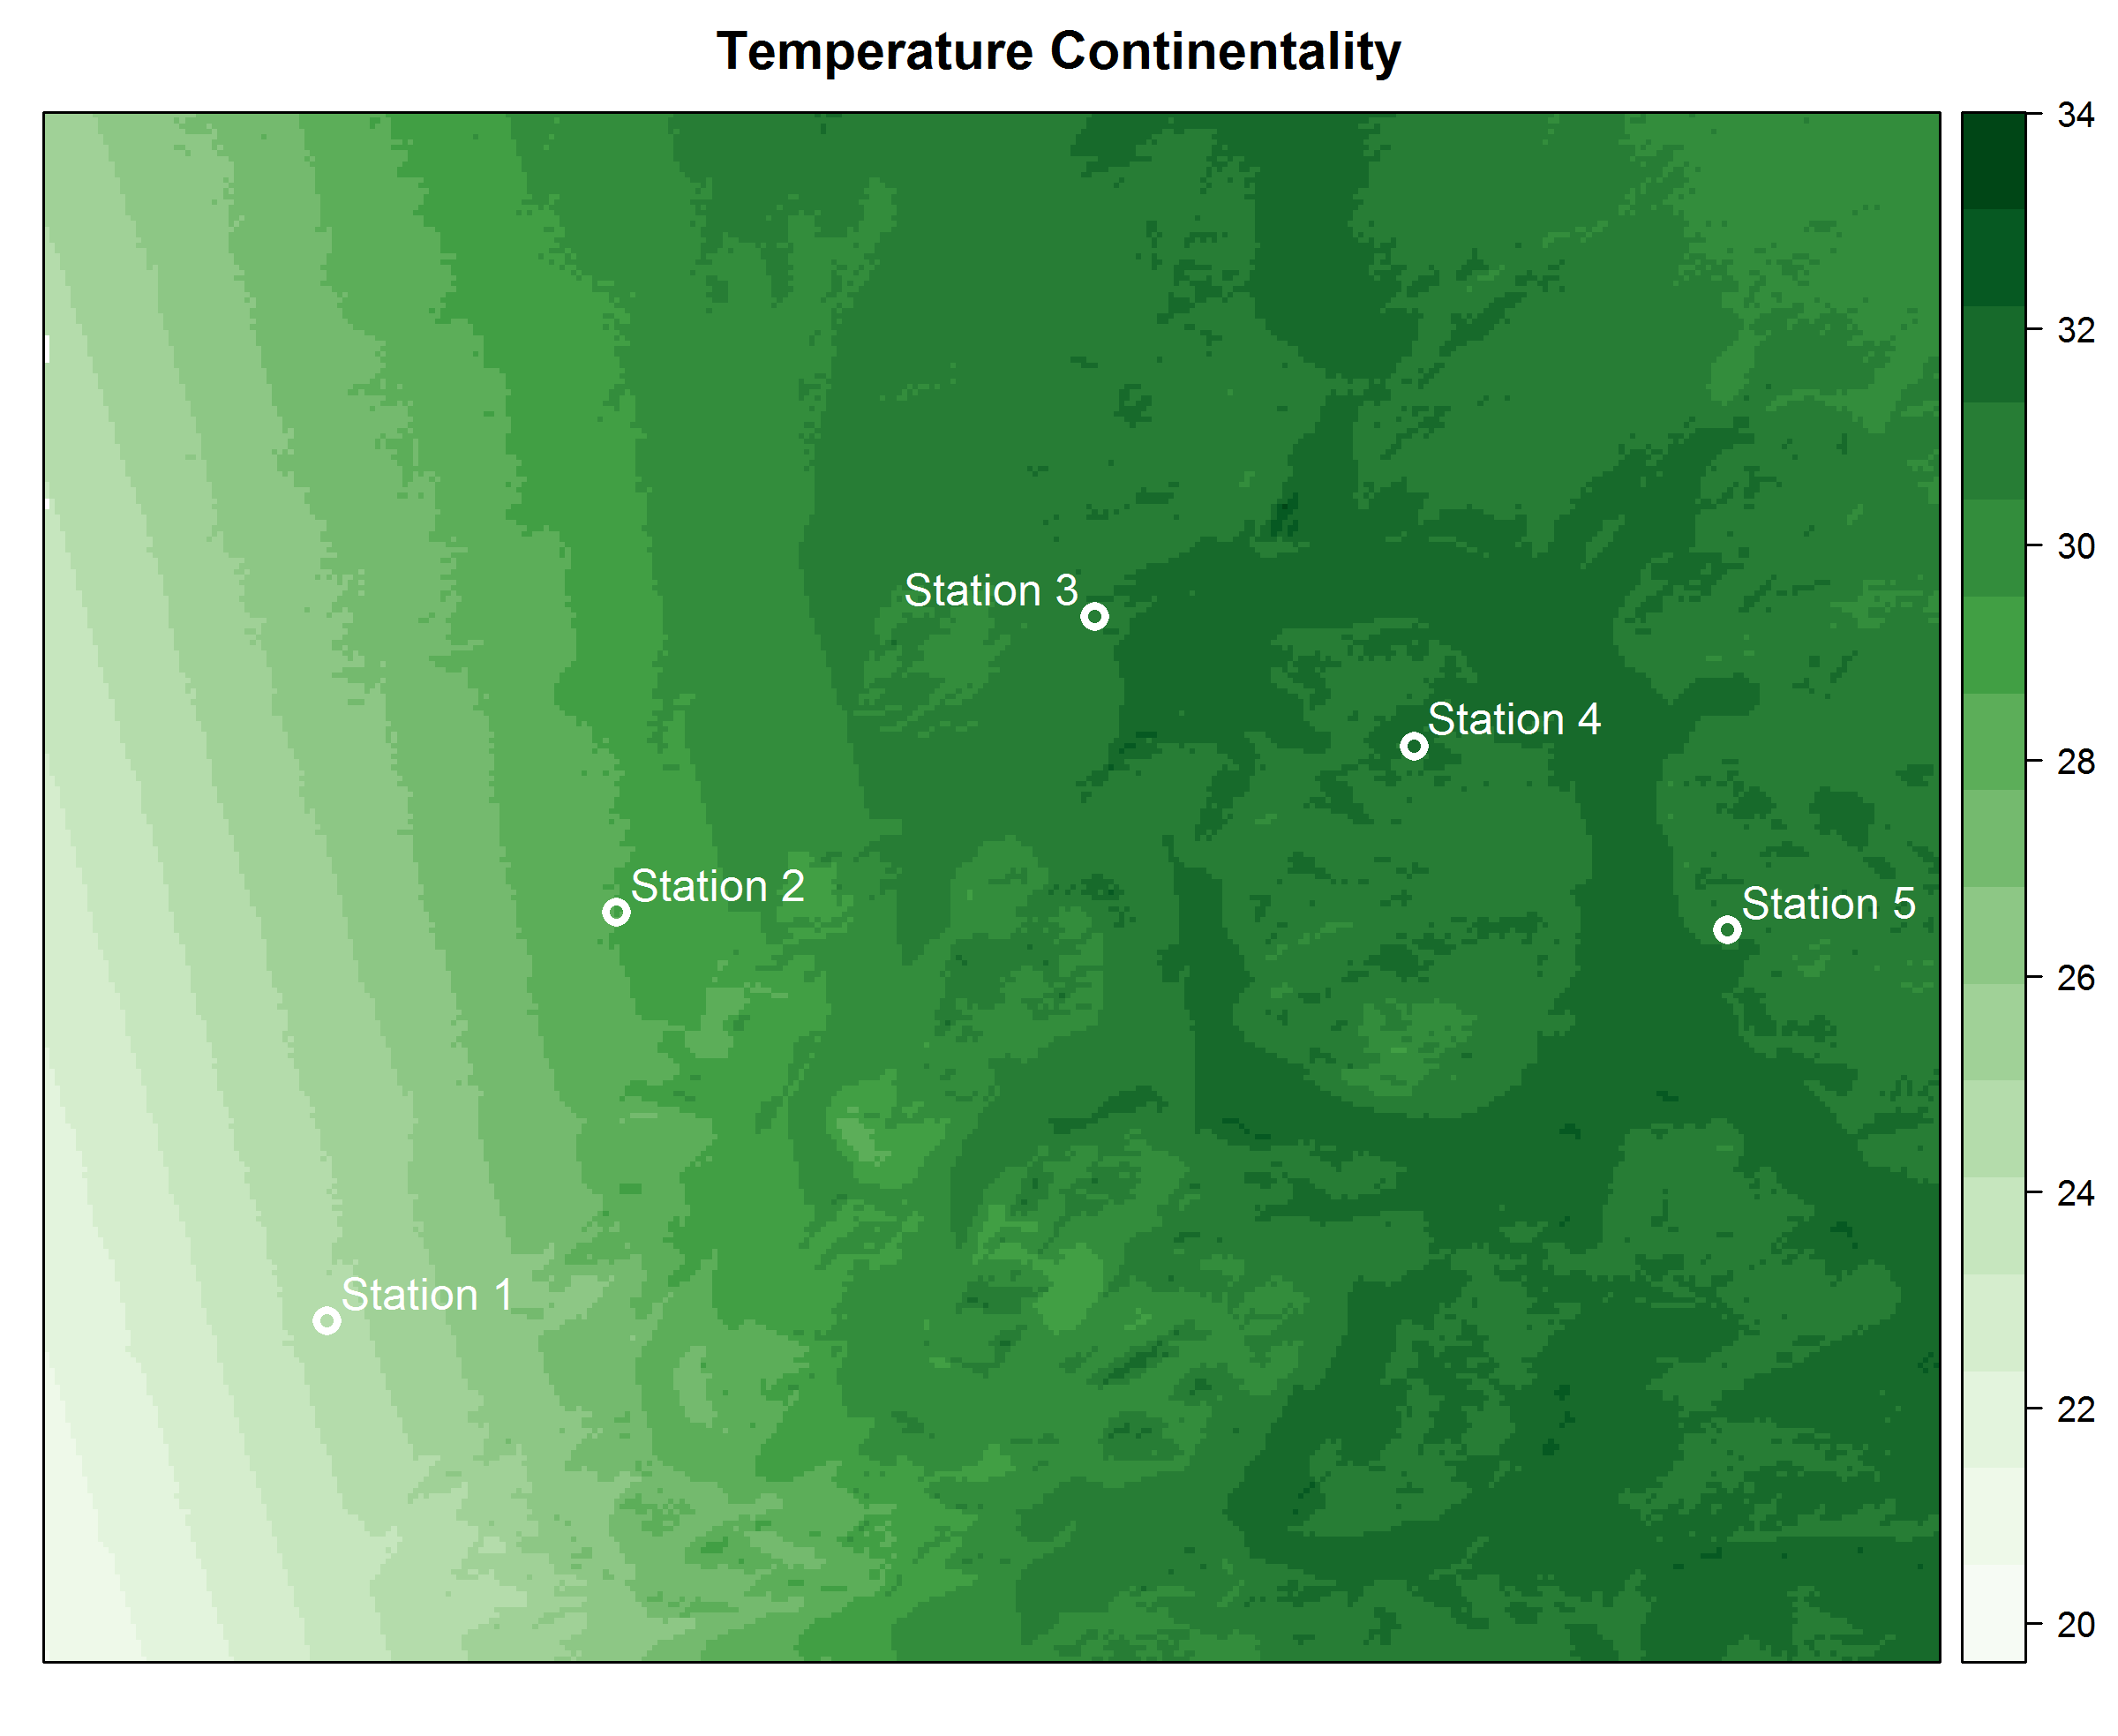 Temperature Continentality
34
32
Station 3
30
Station 4
28
Station 2
Station 5
26
24
Station 1
22
20